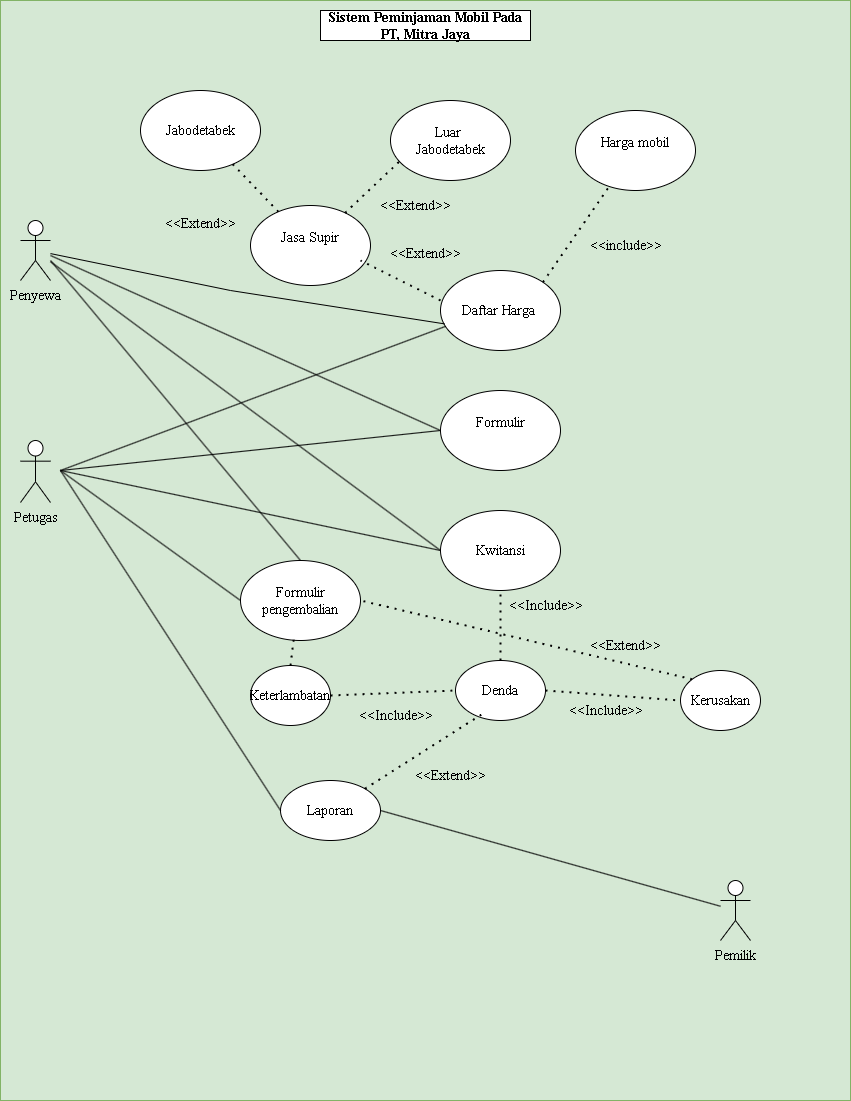 Sistem Peminjaman Mobil Pada
PT, Mitra Jaya
Jabodetabek
Luar
Jabodetabek
Harga mobil
<<Extend>>
<<Extend>>
Jasa Supir
<<Extend>>
<<include>>
Penyewa
Daftar Harga
Formulir
Petugas
Kwitansi
Formulir
pengembalian
<<Include>>
<<Extend>>
Keterlambatan
Denda
Kerusakan
<<Include>>
<<Include>>
<<Extend>>
Laporan
Pemilik